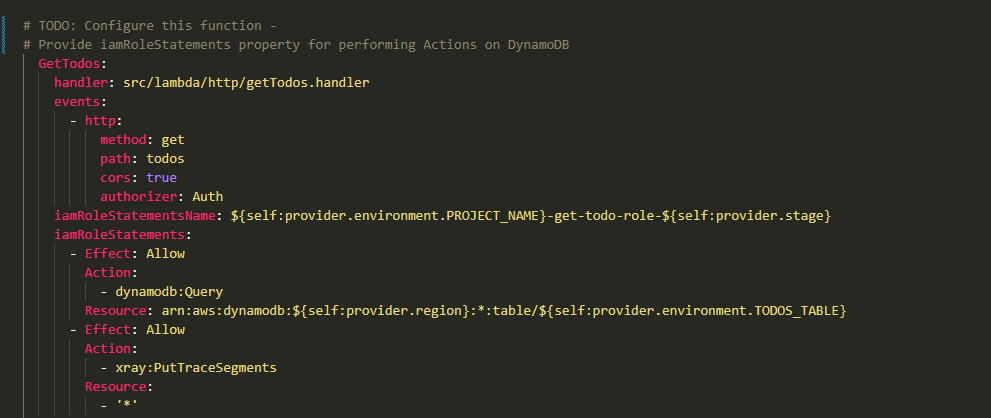 # TODO: Configure this function -
# Provide iamRoleStatements property for performing Actions on DynamoDB
GetTodos:
handler: src/lambda/http/getTodos.handler
events:
- http:
method: get
path: todos
cors: true
authorizer: Auth
iamRoleStatementsName: ${self:provider.environment.PROJECT_NAME}-get-todo-role-${self:provider.stage}
iamRoleStatements:
- Effect: Allow
Action:
- dynamodb:Query
Resource: arn:aws:dynamodb:${self:provider.region}:*:table/${self:provider.environment.TODOS_TABLE}
- Effect: Allow
Action:
- xray:PutTraceSegments
Resource:
- '*'